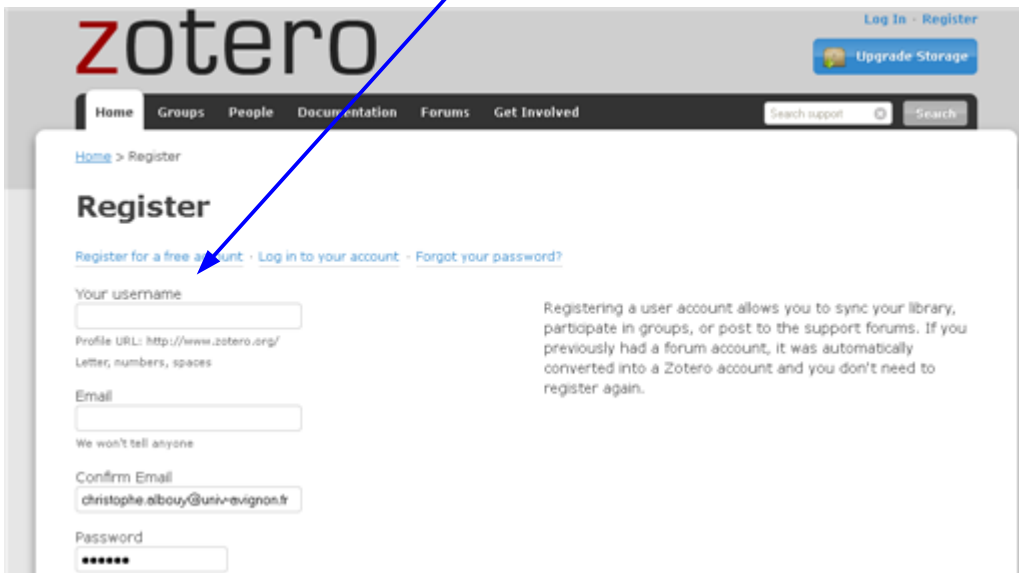 zotero
Log In · Register
Upgrade Storage
Home Groups People Documentation Forums Get Involved
Search support
Search
Home > Register
Register
Register for a free account · Log in to your account · Forgot your password?
Your username
Profile URL: http://www.zotero.org/
Letter, numbers, spaces
Email
We won't tell anyone
Confirm Email
christophe.albouy@univ-avignon.fr
Password
••••••
Registering a user account allows you to sync your library,
participate in groups, or post to the support forums. If you
previously had a forum account, it was automatically
converted into a Zotero account and you don't need to
register again.